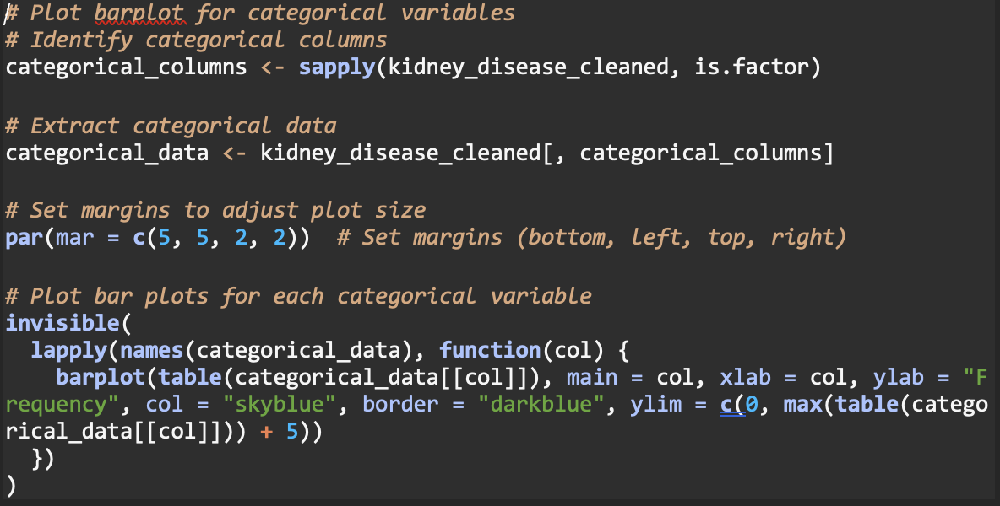 # Plot barplot for categorical variables
# Identify categorical columns
categorical_columns <- sapply(kidney_disease_cleaned, is.factor)

# Extract categorical data
categorical_data <- kidney_disease_cleaned[, categorical_columns]

# Set margins to adjust plot size
par(mar = c(5, 5, 2, 2))  # Set margins (bottom, left, top, right)

# Plot bar plots for each categorical variable
invisible(
  lapply(names(categorical_data), function(col) {
    barplot(table(categorical_data[[col]]), main = col, xlab = col, ylab = "F
requency", col = "skyblue", border = "darkblue", ylim = c(0, max(table(catego
rical_data[[col]])) + 5))
  })
)